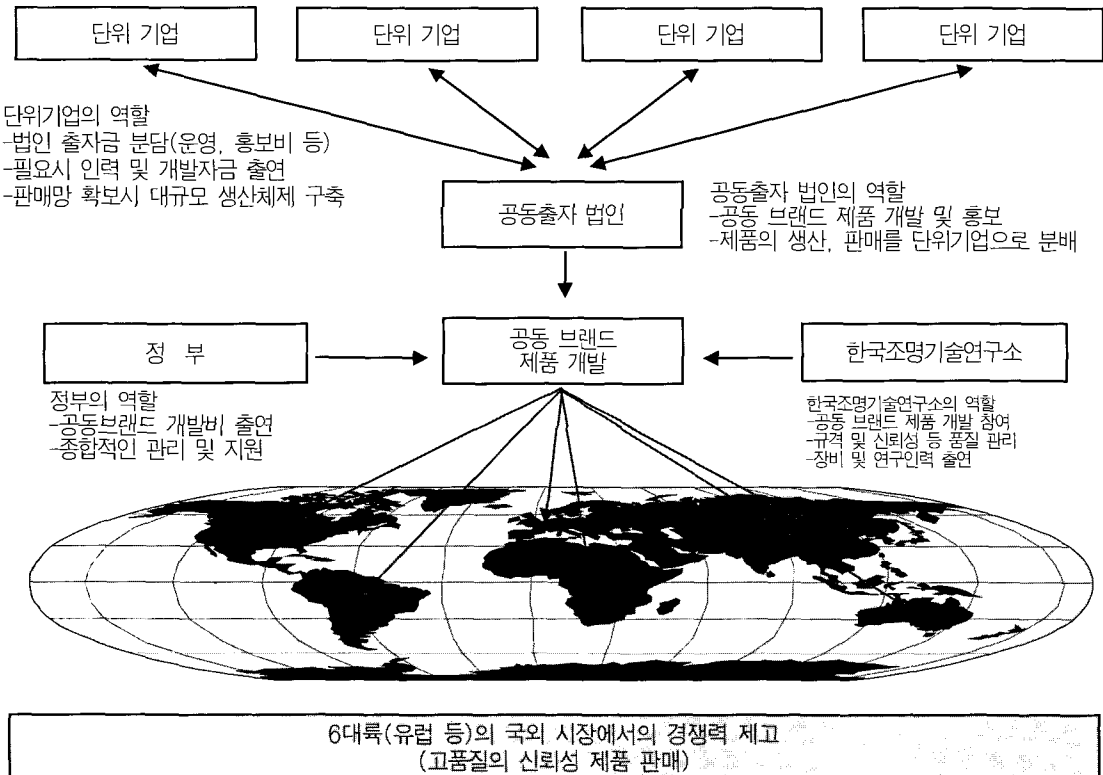 단위 기업
단위 기업
단위 기업
단위 기업
단위기업의 역할
-법인 출자금 분담(운영, 홍보비 등)
-필요시 인력 및 개발자금 출연
-판매망 확보시 대규모 생산체제 구축
공동출자 법인
공동출자 법인의 역할
-공동 브랜드 제품 개발 및 홍보
-제품의 생산, 판매를 단위기업으로 분배
정 부
공동 브랜드
제품 개발
한국조명기술연구소
정부의 역할
-공동브랜드 개발비 출연
-종합적인 관리 및 지원
한국조명기술연구소의 역할
-공동 브랜드 제품 개발 참여
-규격 및 신뢰성 등 품질 관리
-장비 및 연구인력 출연
6대륙(유럽 등)의 국외 시장에서의 경쟁력 제고
(고품질의 신뢰성 제품 판매)